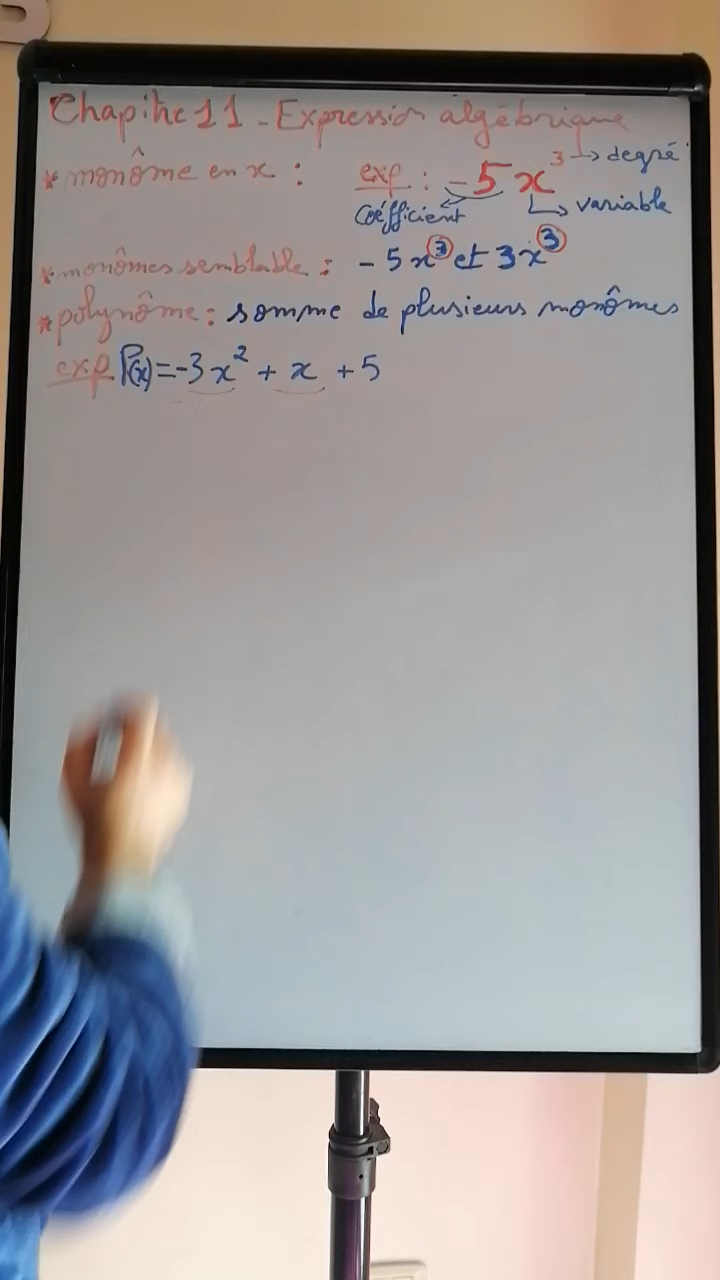 Chapitre 11 - Expression algébrique
* monôme en x : exp : -5x³ → degré
coéfficient variable
* monômes semblable : -5x³ et 3x³
* polynôme : somme de plusieurs monômes
exp P(x) = -3x² + x + 5